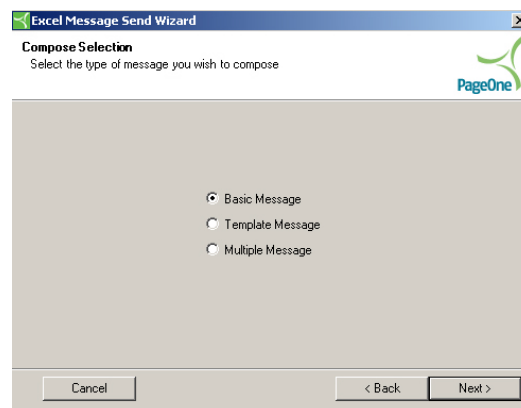 Excel Message Send Wizard
Compose Selection
Select the type of message you wish to compose
PageOne
Basic Message
Template Message
Multiple Message
Cancel
< Back
Next >